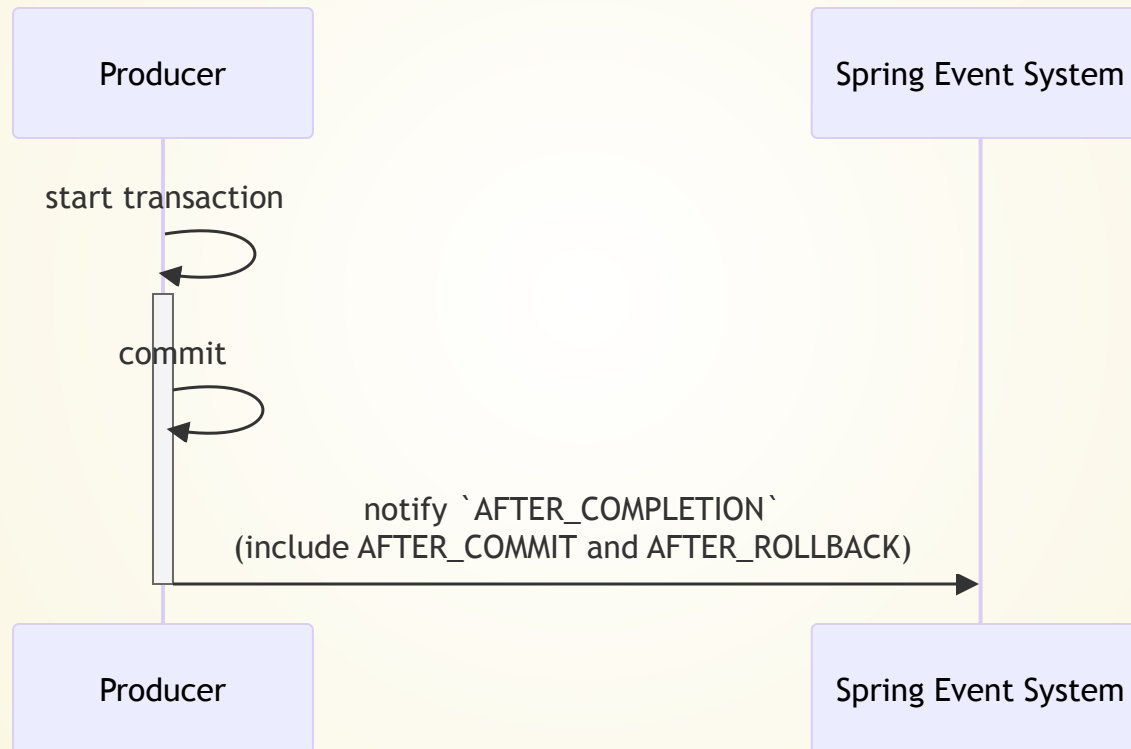 Producer
Spring Event System
start transaction
commit
notify `AFTER_COMPLETION`
(include AFTER_COMMIT and AFTER_ROLLBACK)
Producer
Spring Event System